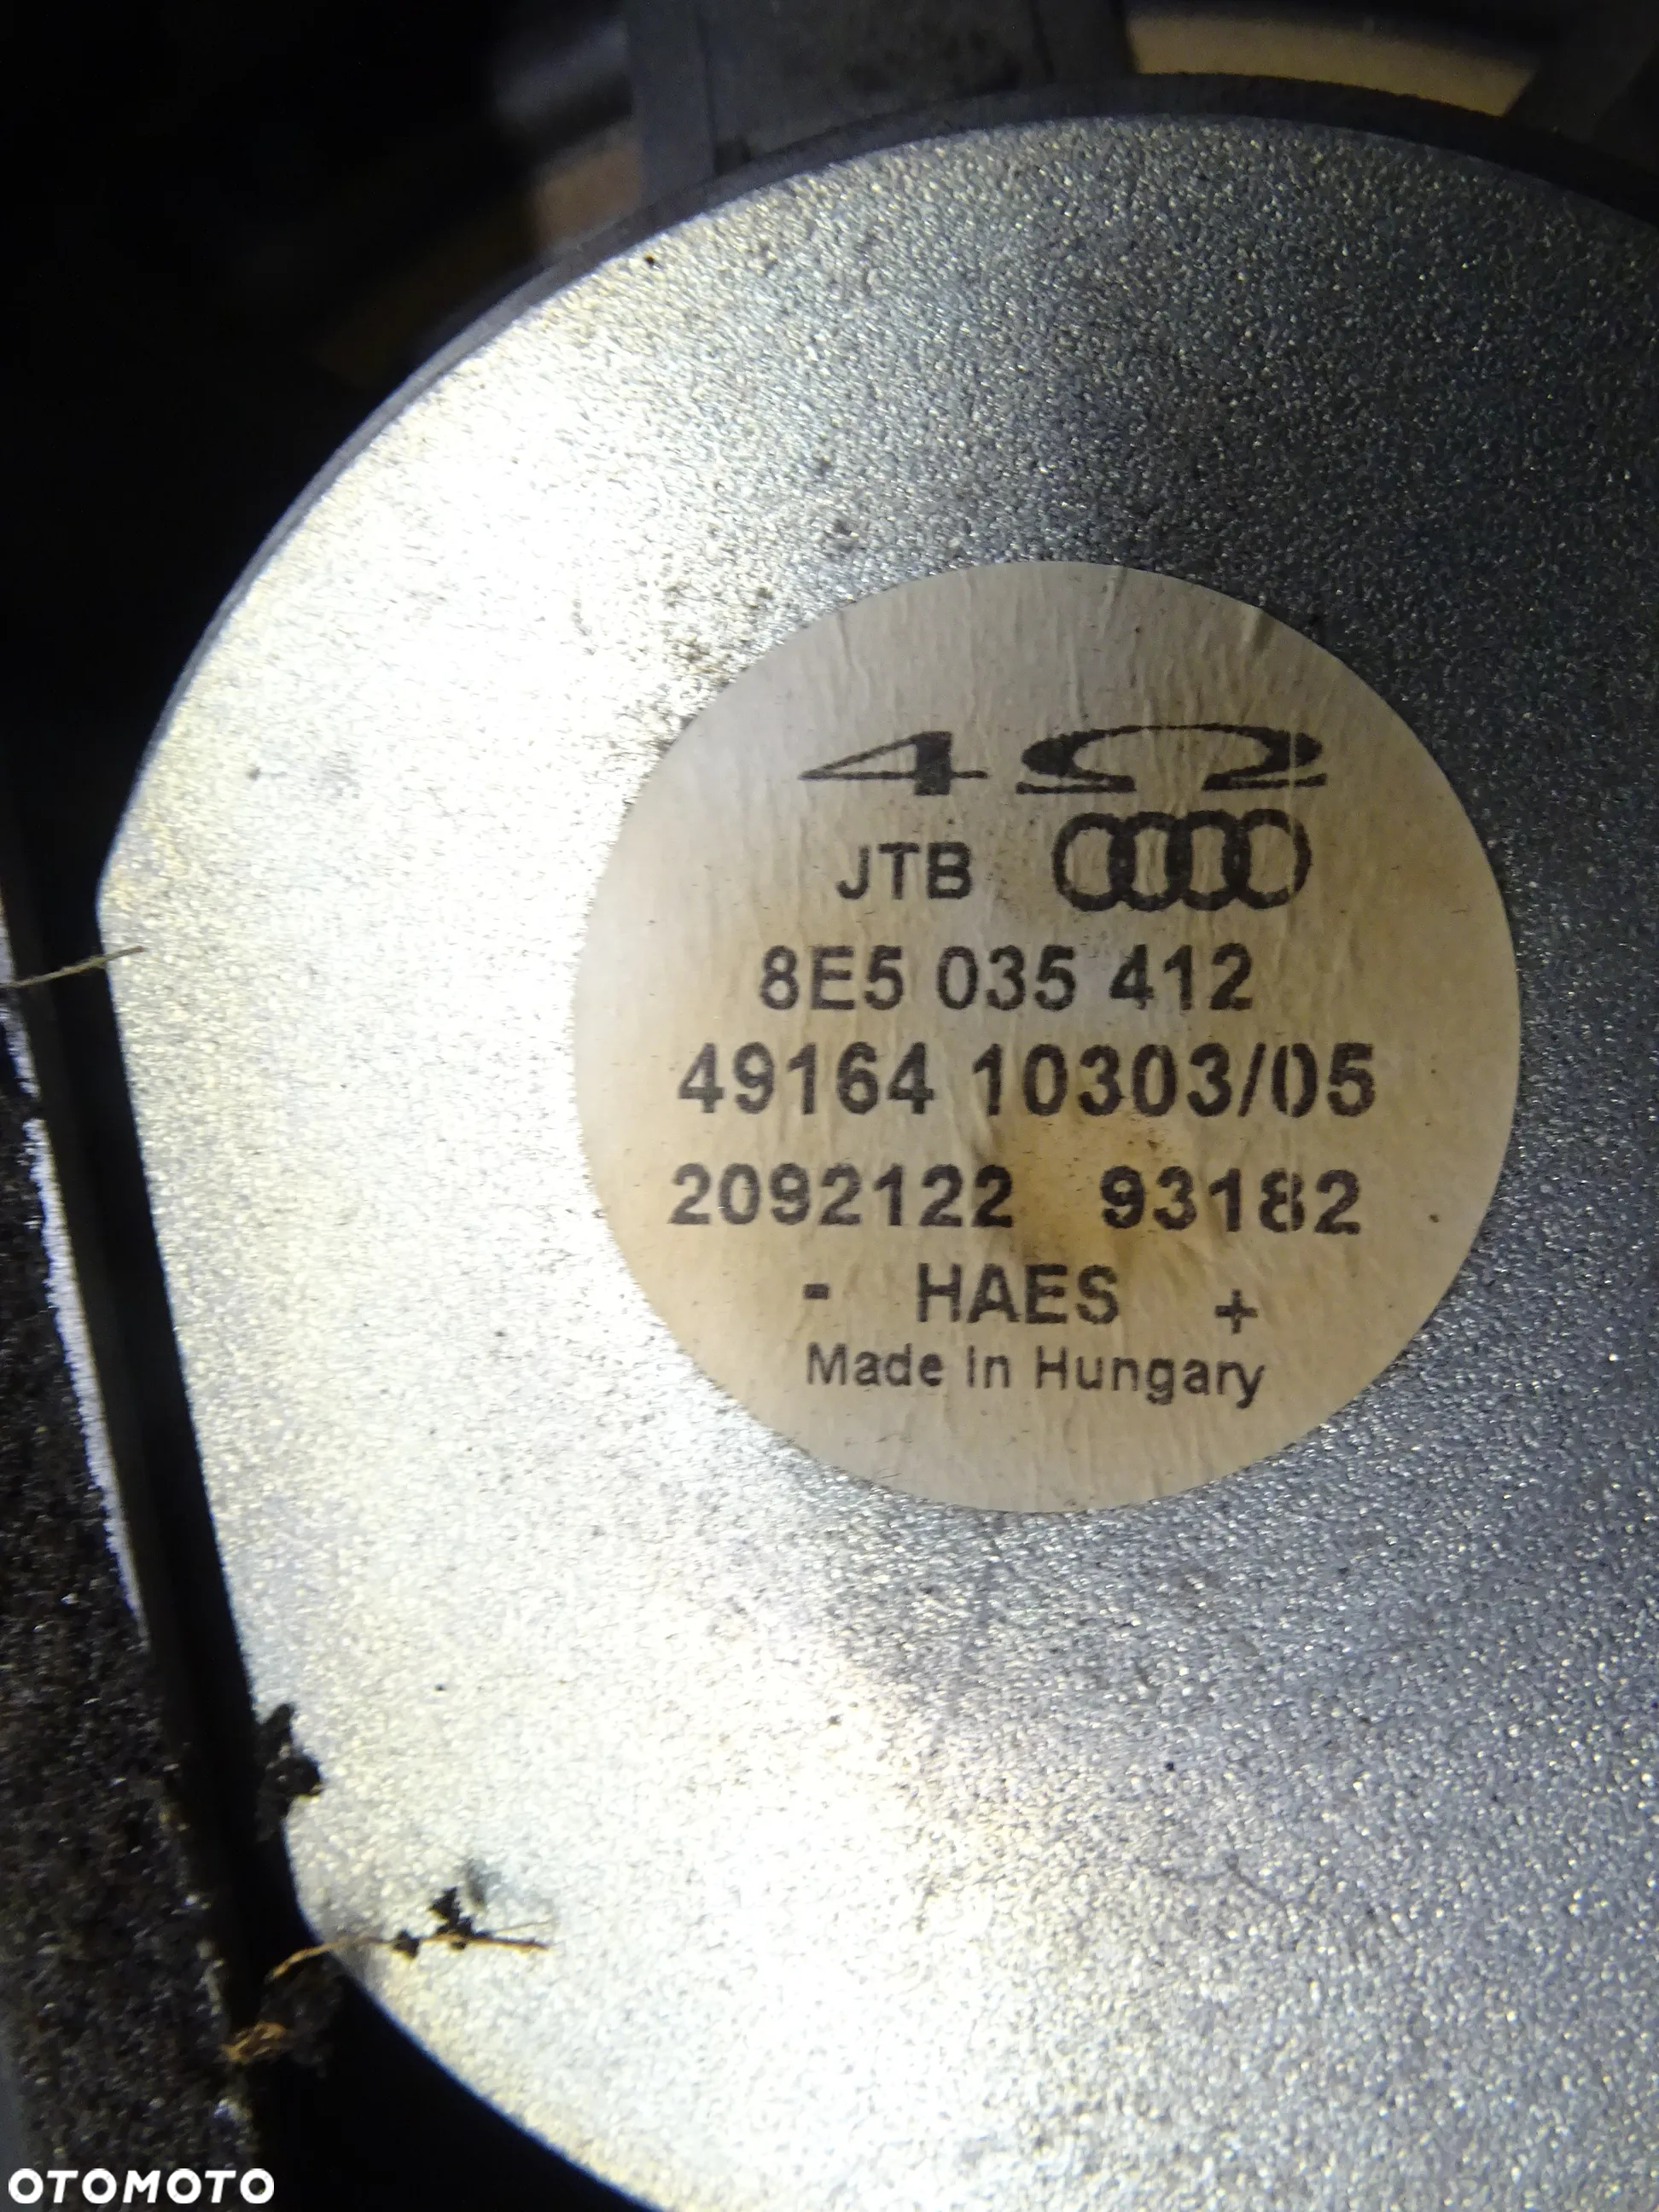 4Ω
JTB
8E5 035 412
49164 10303/05
2092122 93182
- HAES +
Made In Hungary
OTOMOTO